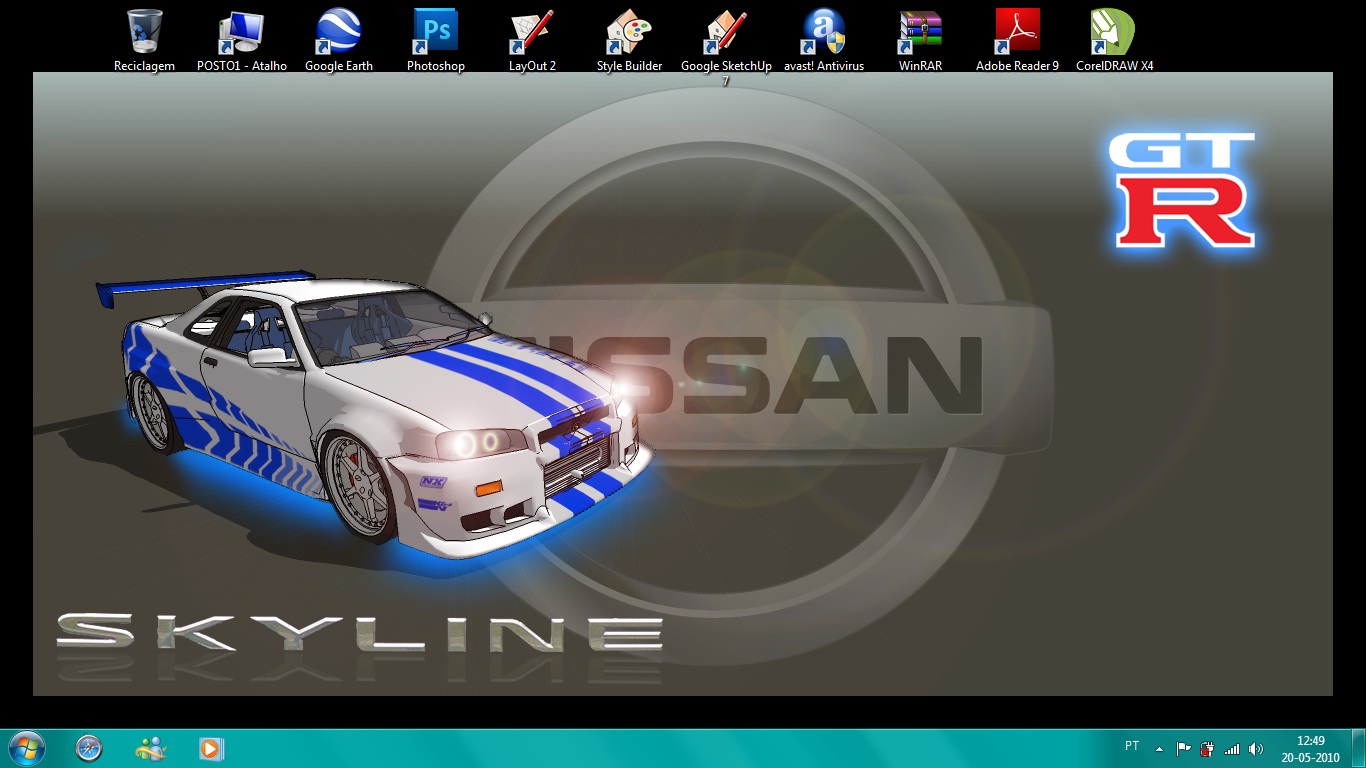 Reciclagem
POSTO1 - Atalho
Google Earth
Ps
Photoshop
LayOut 2
Style Builder
Google SketchUp
7
a
avast! Antivirus
WinRAR
Adobe Reader 9
CorelDRAW X4
GT
R
NISSAN
NX
SKYLINE
PT
12:49
20-05-2010